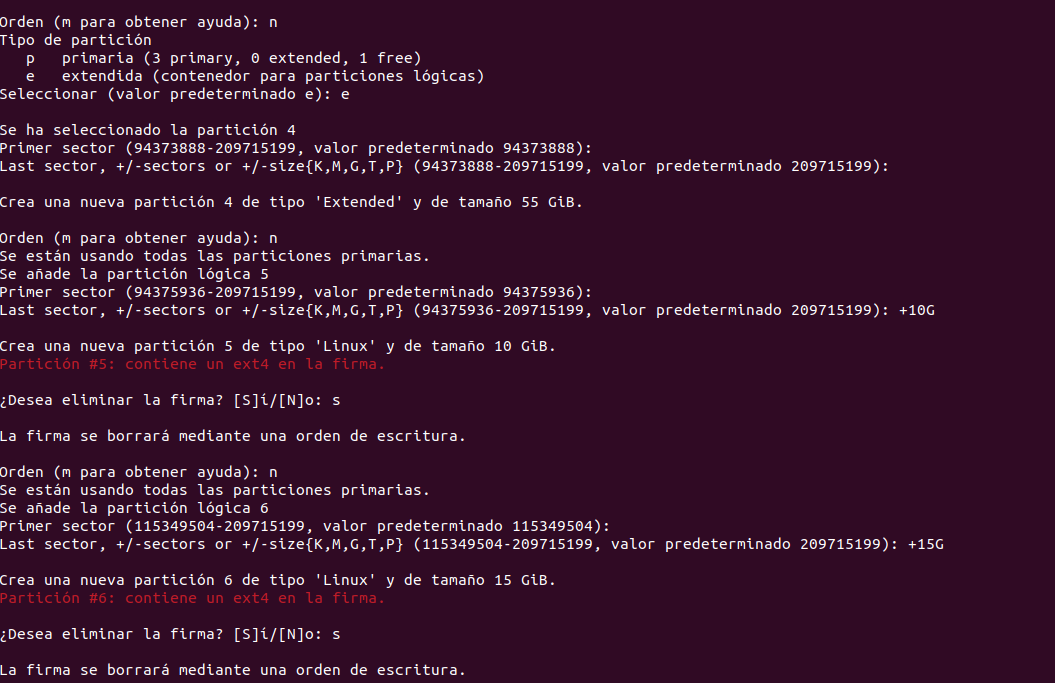 Orden (m para obtener ayuda): n
Tipo de partición
p   primaria (3 primary, 0 extended, 1 free)
e   extendida (contenedor para particiones lógicas)
Seleccionar (valor predeterminado e): e
Se ha seleccionado la partición 4
Primer sector (94373888-209715199, valor predeterminado 94373888):
Last sector, +/-sectors or +/-size{K,M,G,T,P} (94373888-209715199, valor predeterminado 209715199):
Crea una nueva partición 4 de tipo 'Extended' y de tamaño 55 GiB.
Orden (m para obtener ayuda): n
Se están usando todas las particiones primarias.
Se añade la partición lógica 5
Primer sector (94375936-209715199, valor predeterminado 94375936):
Last sector, +/-sectors or +/-size{K,M,G,T,P} (94375936-209715199, valor predeterminado 209715199): +10G
Crea una nueva partición 5 de tipo 'Linux' y de tamaño 10 GiB.
Partición #5: contiene un ext4 en la firma.
¿Desea eliminar la firma? [S]í/[N]o: s
La firma se borrará mediante una orden de escritura.
Orden (m para obtener ayuda): n
Se están usando todas las particiones primarias.
Se añade la partición lógica 6
Primer sector (115349504-209715199, valor predeterminado 115349504):
Last sector, +/-sectors or +/-size{K,M,G,T,P} (115349504-209715199, valor predeterminado 209715199): +15G
Crea una nueva partición 6 de tipo 'Linux' y de tamaño 15 GiB.
Partición #6: contiene un ext4 en la firma.
¿Desea eliminar la firma? [S]í/[N]o: s
La firma se borrará mediante una orden de escritura.